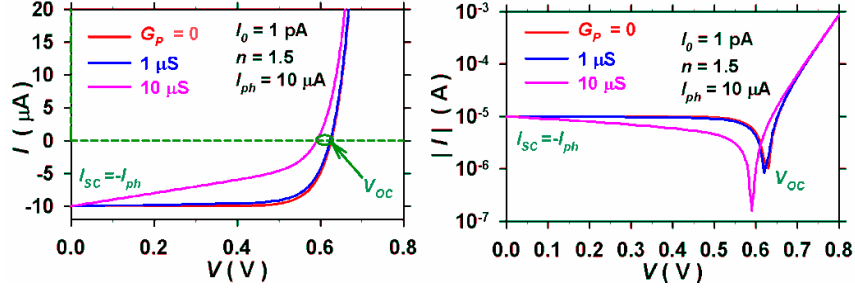 20
15
10
5
0
-5
-10
I (µA)
G_P = 0
1 µS
10 µS
I_0 = 1 pA
n = 1.5
I_ph = 10 µA
I_SC =-I_ph
V_OC
0.0 0.2 0.4 0.6 0.8
V ( V )
10^-3
10^-4
10^-5
10^-6
10^-7
| I | ( A )
G_P = 0
1 µS
10 µS
I_0 = 1 pA
n = 1.5
I_ph = 10 µA
I_SC =-I_ph
V_OC
0.0 0.1 0.2 0.3 0.4 0.5 0.6 0.7 0.8
V ( V )